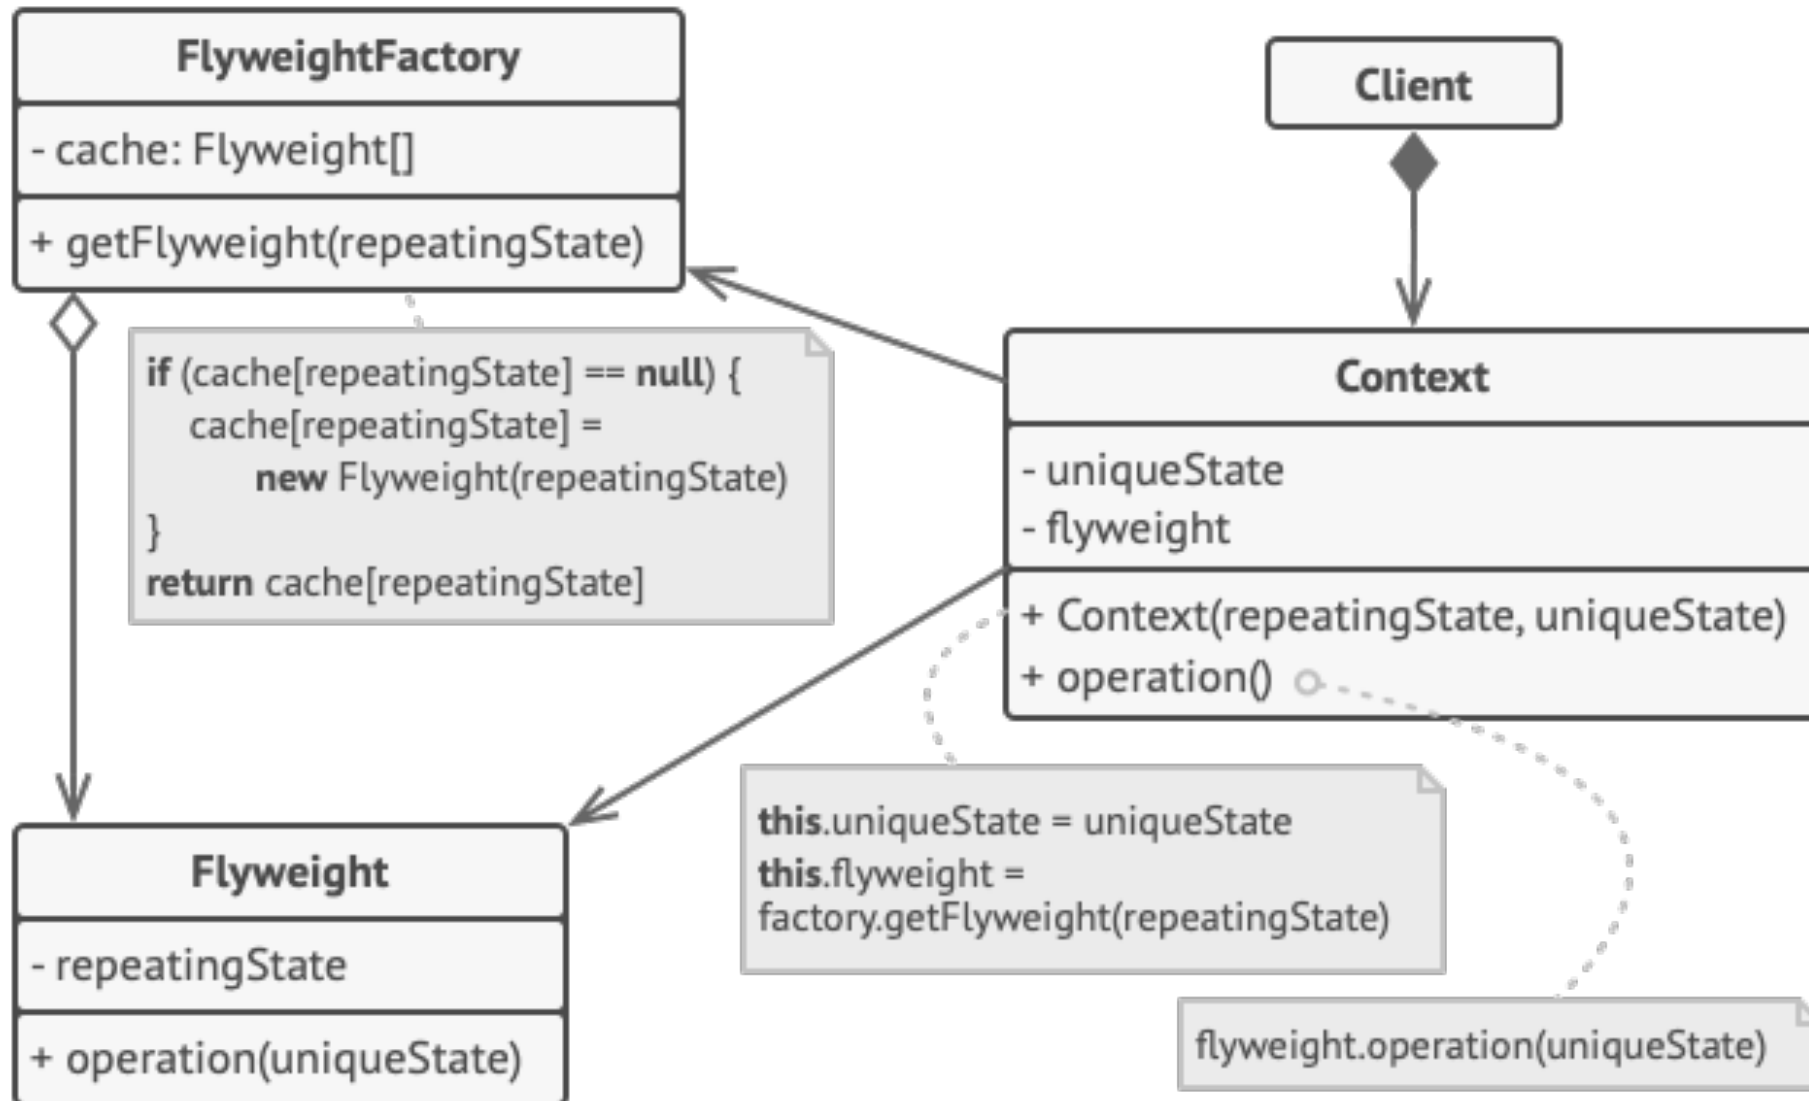 FlyweightFactory
- cache: Flyweight[]
+ getFlyweight(repeatingState)
if (cache[repeatingState] == null) {
cache[repeatingState] =
new Flyweight(repeatingState)
}
return cache[repeatingState]
Client
Context
- uniqueState
- flyweight
+ Context(repeatingState, uniqueState)
+ operation()
this.uniqueState = uniqueState
this.flyweight =
factory.getFlyweight(repeatingState)
flyweight.operation(uniqueState)
Flyweight
- repeatingState
+ operation(uniqueState)